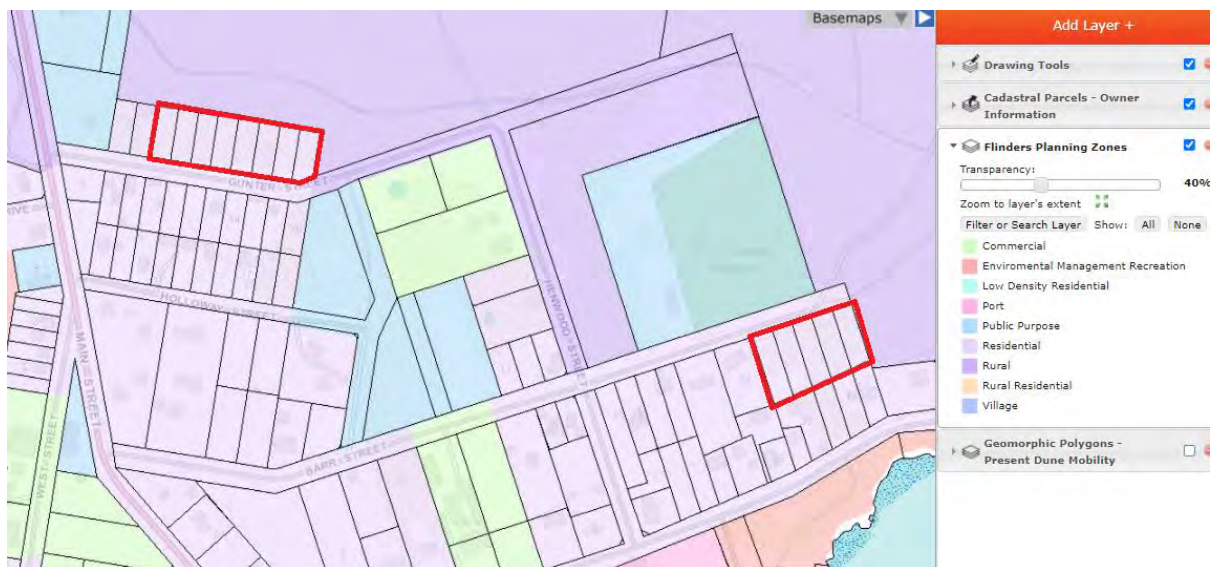 Basemaps
GUNTER STREET
HOLLOWAY STREET
HENWOOD STREET
MAIN STREET
WEST STREET
BARR STREET
RIVE
Add Layer +
Drawing Tools
Cadastral Parcels - Owner
Information
Flinders Planning Zones
Transparency:
40%
Zoom to layer's extent
Filter or Search Layer Show: All None
Commercial
Enviromental Management Recreation
Low Density Residential
Port
Public Purpose
Residential
Rural
Rural Residential
Village
Geomorphic Polygons -
Present Dune Mobility